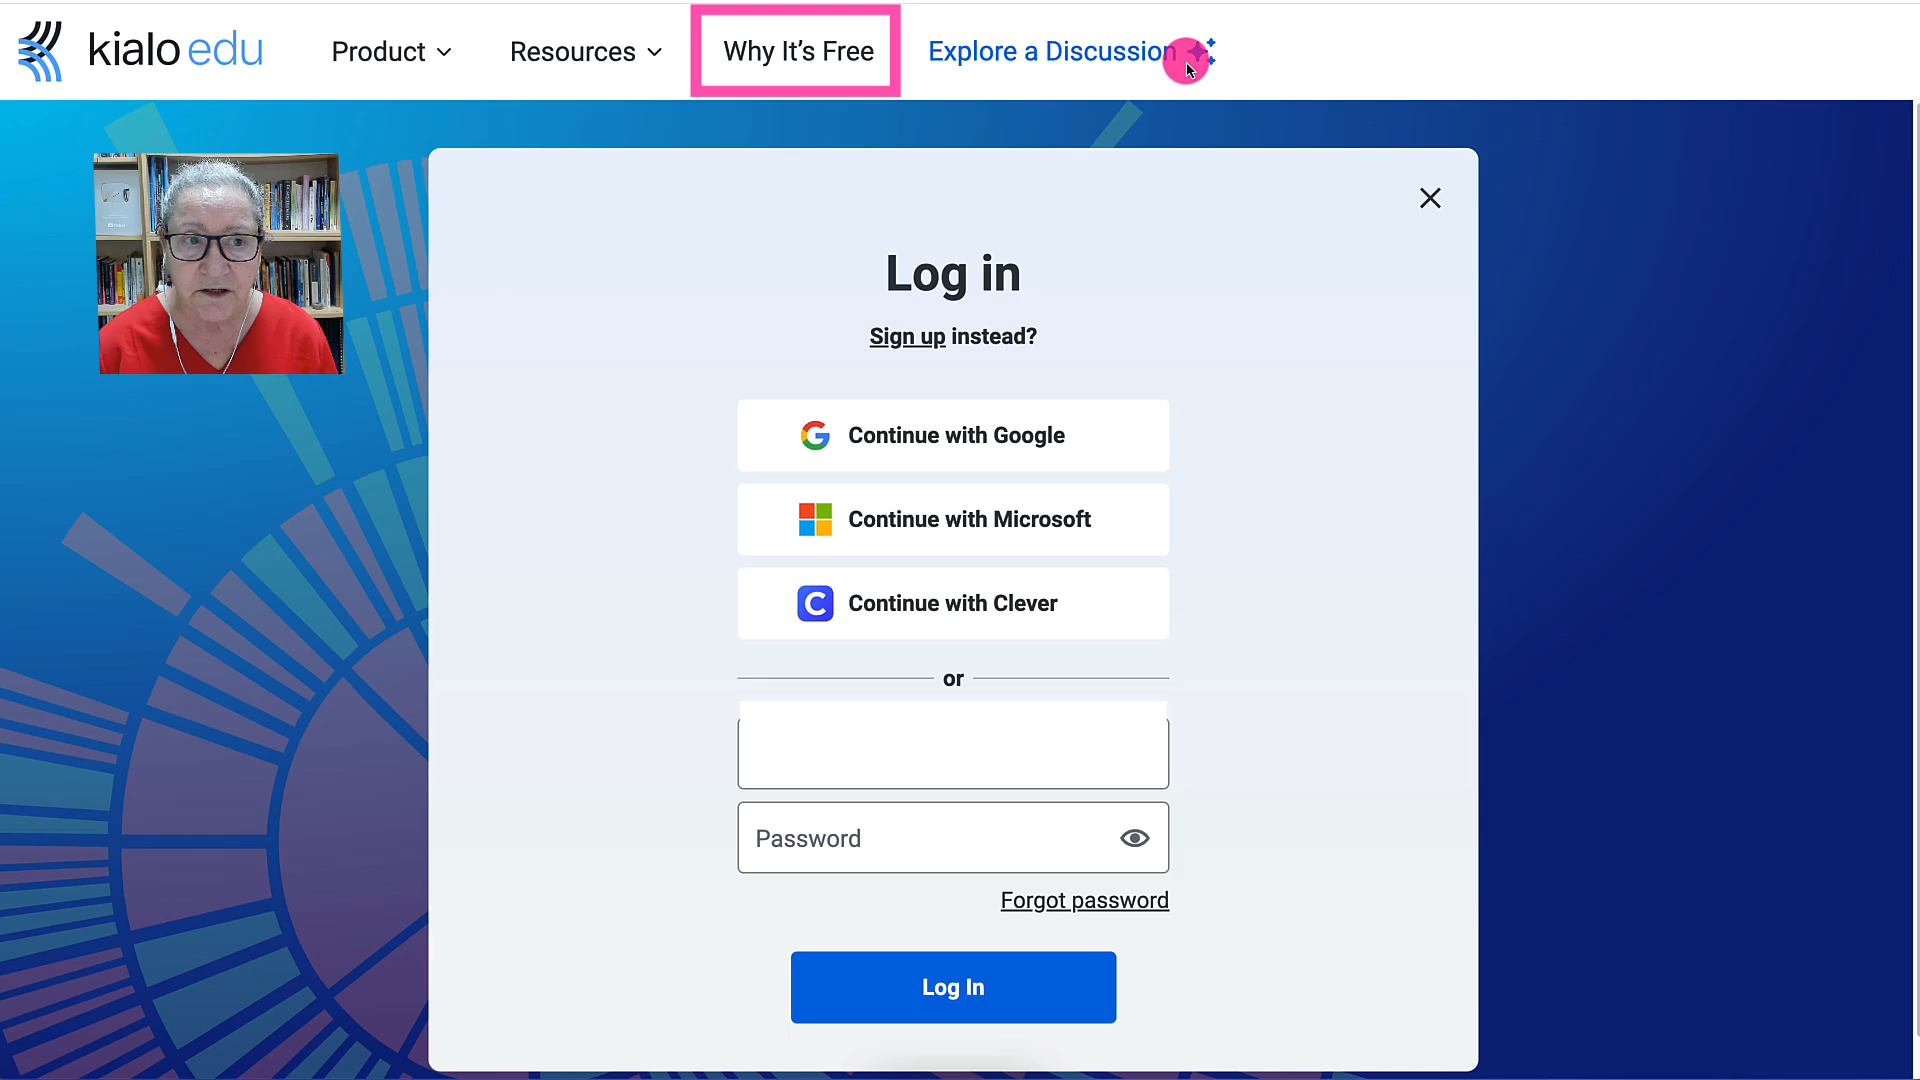 kialo edu
Product
Resources
Why It's Free
Explore a Discussion
Log in
Sign up instead?
Continue with Google
Continue with Microsoft
Continue with Clever
or
Password
Forgot password
Log In